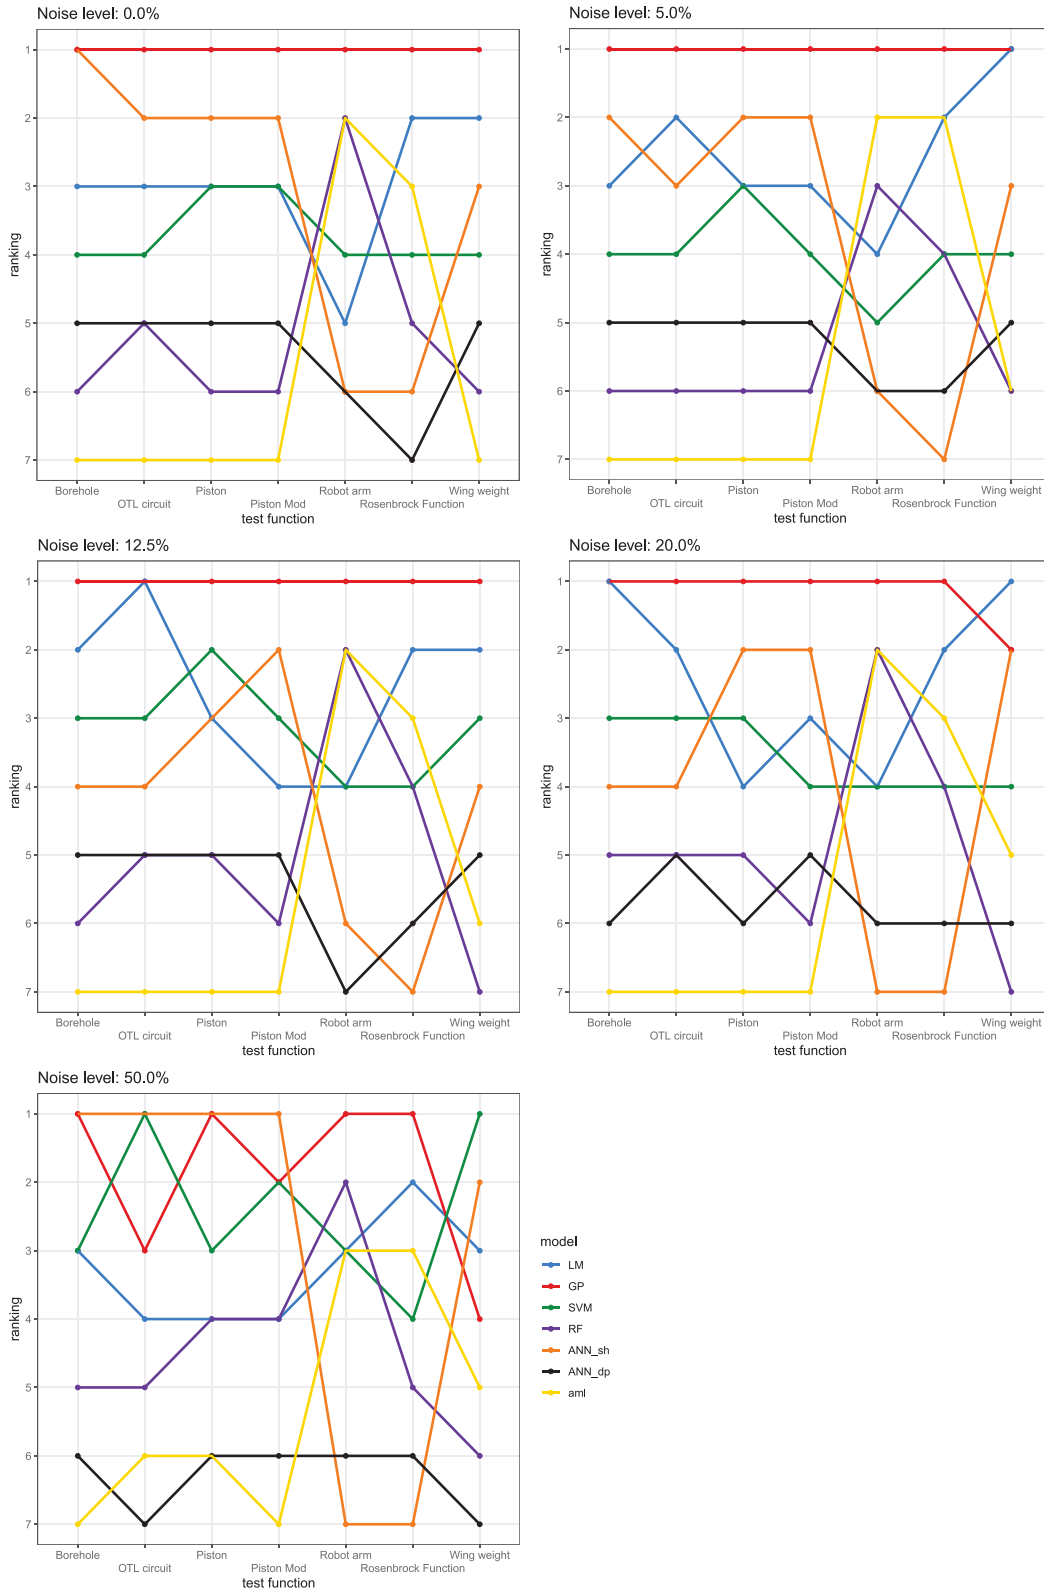 Noise level: 0.0%
ranking
1
2
3
4
5
6
7
Borehole
OTL circuit
Piston
Piston Mod
Robot arm
Rosenbrock Function
Wing weight
test function
Noise level: 5.0%
ranking
1
2
3
4
5
6
7
Borehole
OTL circuit
Piston
Piston Mod
Robot arm
Rosenbrock Function
Wing weight
test function
Noise level: 12.5%
ranking
1
2
3
4
5
6
7
Borehole
OTL circuit
Piston
Piston Mod
Robot arm
Rosenbrock Function
Wing weight
test function
Noise level: 20.0%
ranking
1
2
3
4
5
6
7
Borehole
OTL circuit
Piston
Piston Mod
Robot arm
Rosenbrock Function
Wing weight
test function
Noise level: 50.0%
ranking
1
2
3
4
5
6
7
Borehole
OTL circuit
Piston
Piston Mod
Robot arm
Rosenbrock Function
Wing weight
test function
model
LM
GP
SVM
RF
ANN_sh
ANN_dp
aml